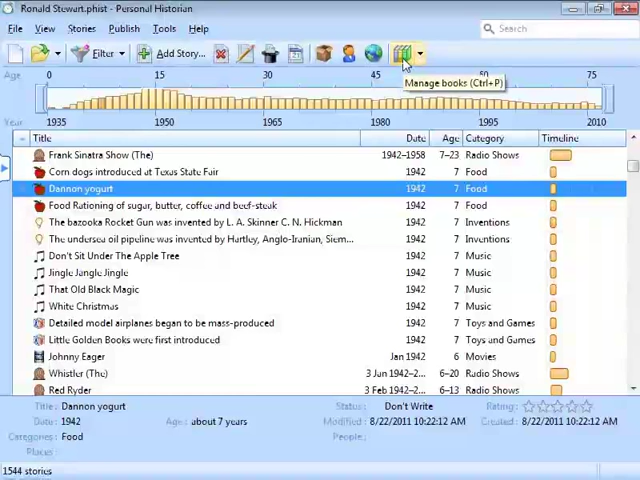 Ronald Stewart.phist - Personal Historian
File View Stories Publish Tools Help Search
Filter Add Story...
Manage books (Ctrl+P)
Age 0 15 30 45 60 75
Year 1935 1950 1965 1980 1995 2010
Title Date Age Category Timeline
Frank Sinatra Show (The) 1942–1958 7–23 Radio Shows
Corn dogs introduced at Texas State Fair 1942 7 Food
Dannon yogurt 1942 7 Food
Food Rationing of sugar, butter, coffee and beef-steak 1942 7 Food
The bazooka Rocket Gun was invented by L. A. Skinner C. N. Hickman 1942 7 Inventions
The undersea oil pipeline was invented by Hartley, Anglo-Iranian, Siem... 1942 7 Inventions
Don't Sit Under The Apple Tree 1942 7 Music
Jingle Jangle Jingle 1942 7 Music
That Old Black Magic 1942 7 Music
White Christmas 1942 7 Music
Detailed model airplanes began to be mass-produced 1942 7 Toys and Games
Little Golden Books were first introduced 1942 7 Toys and Games
Johnny Eager Jan 1942 6 Movies
Whistler (The) 3 Jan 1942–2... 6–20 Radio Shows
Red Ryder 3 Feb 1942–2... 6–13 Radio Shows
Title: Dannon yogurt Status: Don't Write Rating:
Date: 1942 Age: about 7 years Modified: 8/22/2011 10:22:12 AM Created: 8/22/2011 10:22:12 AM
Categories: Food People:
Places:
1544 stories